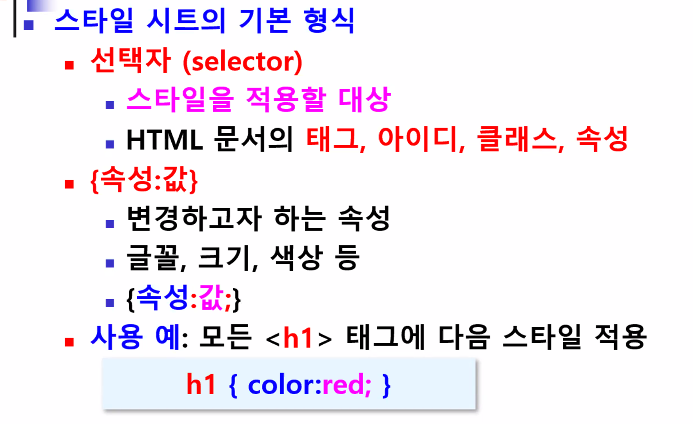 스타일 시트의 기본 형식
선택자 (selector)
스타일을 적용할 대상
HTML 문서의 태그, 아이디, 클래스, 속성
{속성:값}
변경하고자 하는 속성
글꼴, 크기, 색상 등
{속성:값;}
사용 예: 모든 <h1> 태그에 다음 스타일 적용
h1 { color:red; }